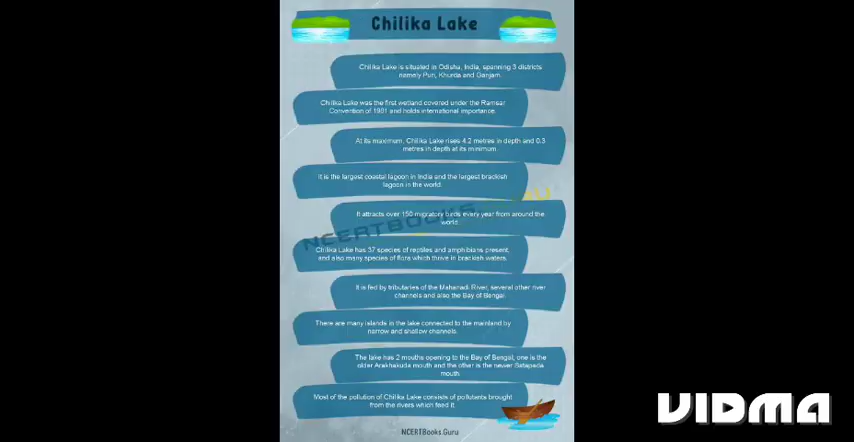 Chilika Lake
Chilika Lake is situated in Odisha, India, spanning 3 districts
namely Puri, Khurda and Ganjam.
Chilika Lake was the first wetland covered under the Ramsar
Convention of 1981 and holds international importance.
At its maximum, Chilika Lake rises 4.2 metres in depth and 0.3
metres in depth at its minimum.
It is the largest coastal lagoon in India and the largest brackish
lagoon in the world.
It attracts over 150 migratory birds every year from around the
world.
NCERTBOOKS
Chilika Lake has 37 species of reptiles and amphibians present,
and also many species of flora which thrive in brackish waters.
It is fed by tributaries of the Mahanadi River, several other river
channels and also the Bay of Bengal.
There are many islands in the lake connected to the mainland by
narrow and shallow channels.
The lake has 2 mouths opening to the Bay of Bengal, one is the
older Arakhakuda mouth and the other is the newer Satapada
mouth.
Most of the pollution of Chilika Lake consists of pollutants brought
from the rivers which feed it.
NCERTBooks.Guru
VIDMA